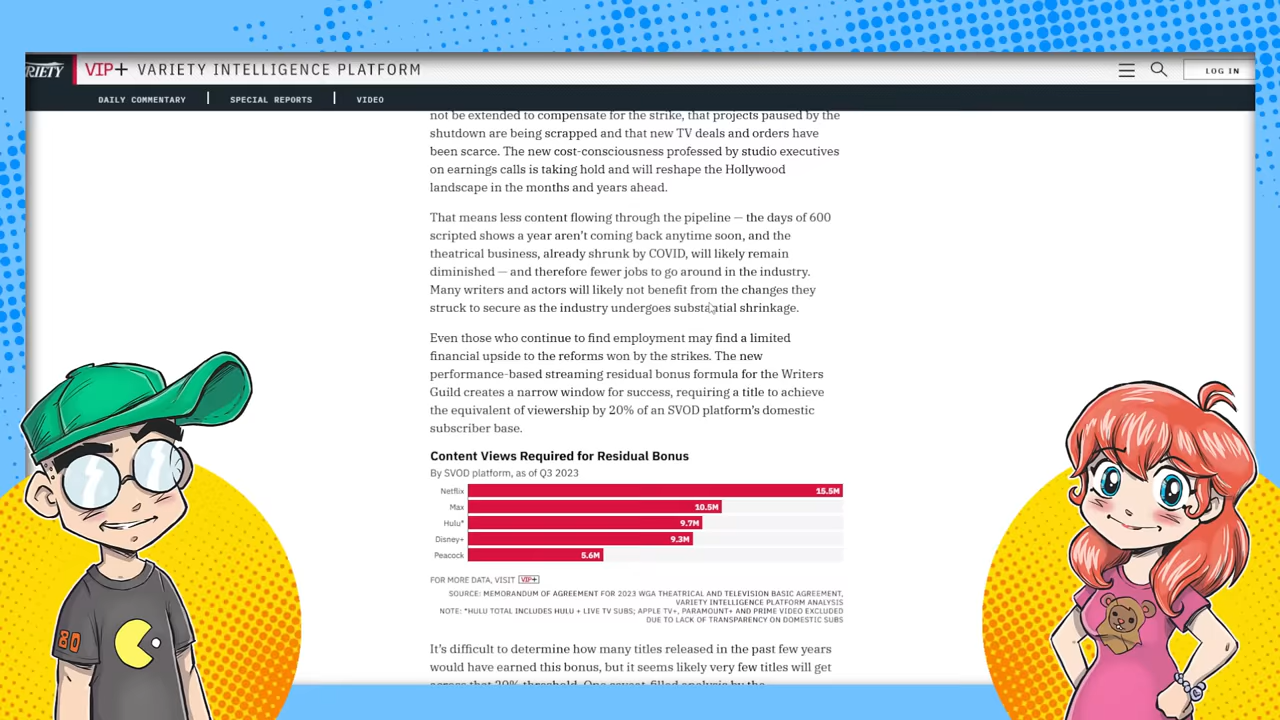 RIETY VIP+ VARIETY INTELLIGENCE PLATFORM
LOG IN
DAILY COMMENTARY | SPECIAL REPORTS | VIDEO
not be extended to compensate for the strike, that projects paused by the
shutdown are being scrapped and that new TV deals and orders have
been scarce. The new cost-consciousness professed by studio executives
on earnings calls is taking hold and will reshape the Hollywood
landscape in the months and years ahead.
That means less content flowing through the pipeline — the days of 600
scripted shows a year aren't coming back anytime soon, and the
theatrical business, already shrunk by COVID, will likely remain
diminished — and therefore fewer jobs to go around in the industry.
Many writers and actors will likely not benefit from the changes they
struck to secure as the industry undergoes substantial shrinkage.
Even those who continue to find employment may find a limited
financial upside to the reforms won by the strikes. The new
performance-based streaming residual bonus formula for the Writers
Guild creates a narrow window for success, requiring a title to achieve
the equivalent of viewership by 20% of an SVOD platform's domestic
subscriber base.
Content Views Required for Residual Bonus
By SVOD platform, as of Q3 2023
Netflix 15.5M
Max 10.5M
Hulu* 9.7M
Disney+ 9.3M
Peacock 5.6M
FOR MORE DATA, VISIT VIP+
SOURCE: MEMORANDUM OF AGREEMENT FOR 2023 WGA THEATRICAL AND TELEVISION BASIC AGREEMENT,
VARIETY INTELLIGENCE PLATFORM ANALYSIS
NOTE: *HULU TOTAL INCLUDES HULU + LIVE TV SUBS; APPLE TV+, PARAMOUNT+ AND PRIME VIDEO EXCLUDED
DUE TO LACK OF TRANSPARENCY ON DOMESTIC SUBS
It's difficult to determine how many titles released in the past few years
would have earned this bonus, but it seems likely very few titles will get
across that 20% threshold. One caveat-filled analysis by the
80